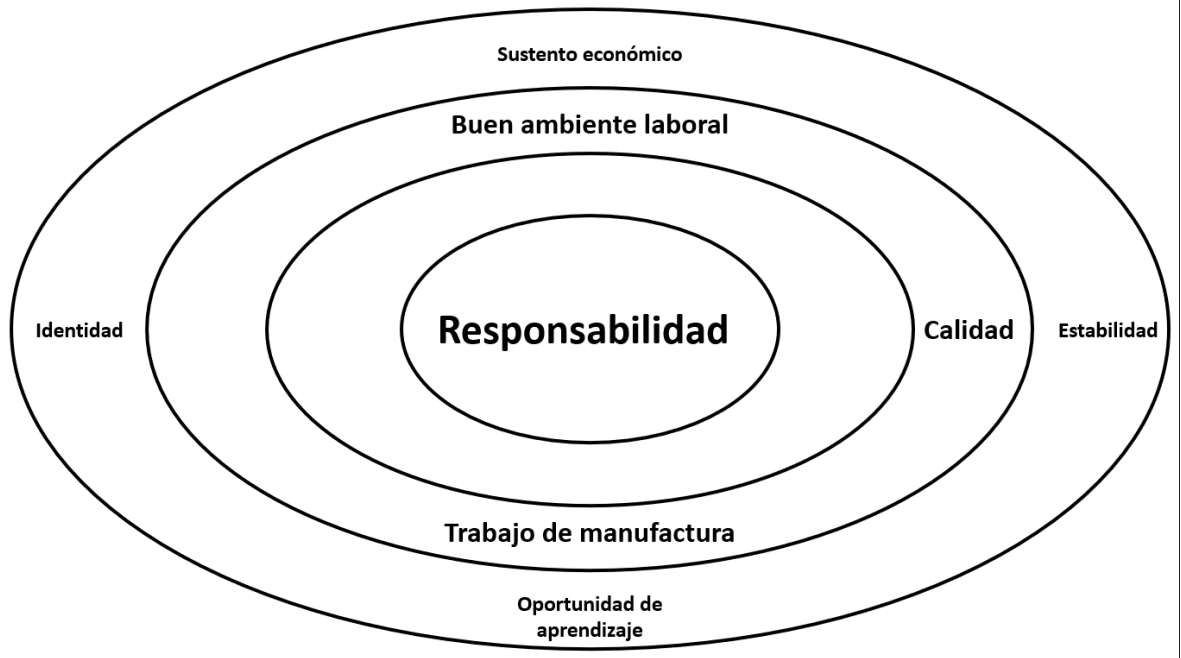 Sustento económico
Buen ambiente laboral
Identidad
Responsabilidad
Calidad
Estabilidad
Trabajo de manufactura
Oportunidad de
aprendizaje